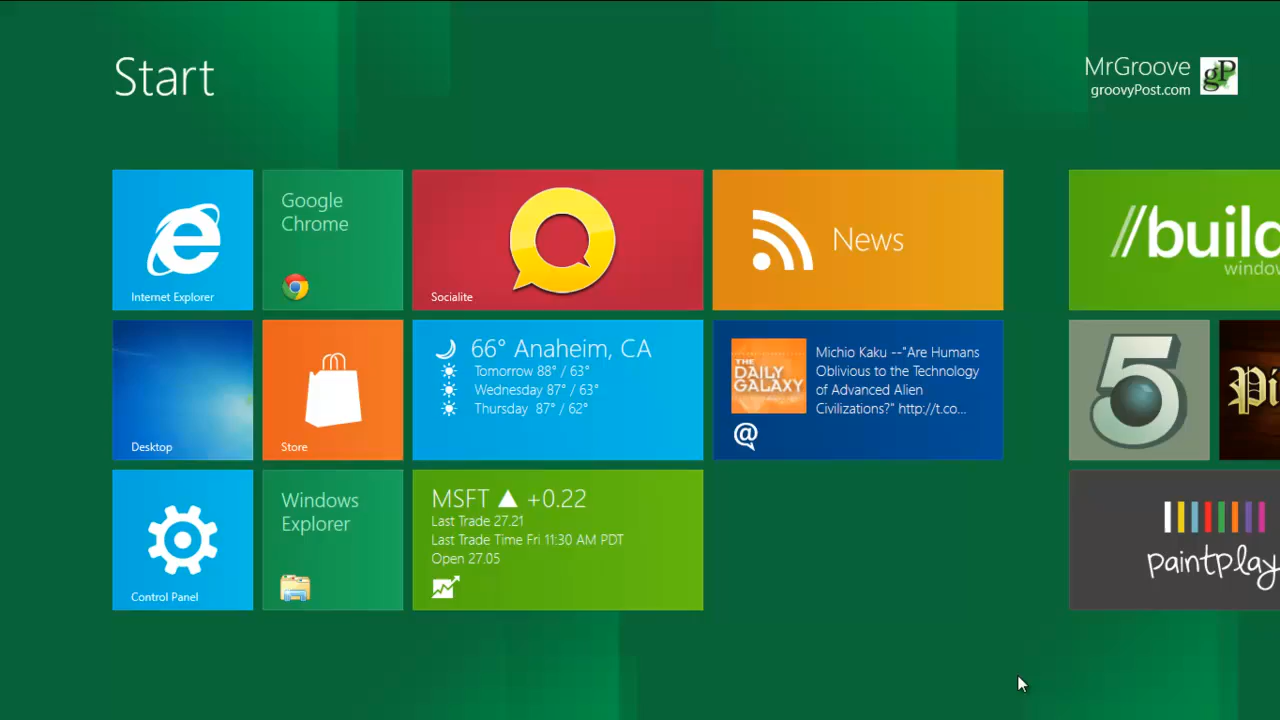 Start
MrGroove
groovyPost.com
gP
Internet Explorer
Google
Chrome
Socialite
News
//build
windo
Desktop
Store
66° Anaheim, CA
Tomorrow 88° / 63°
Wednesday 87° / 63°
Thursday 87° / 62°
THE
DAILY
GALAXY
Michio Kaku --"Are Humans
Oblivious to the Technology
of Advanced Alien
Civilizations?" http://t.co...
@
5
Pi
Control Panel
Windows
Explorer
MSFT ▲ +0.22
Last Trade 27.21
Last Trade Time Fri 11:30 AM PDT
Open 27.05
paintplay